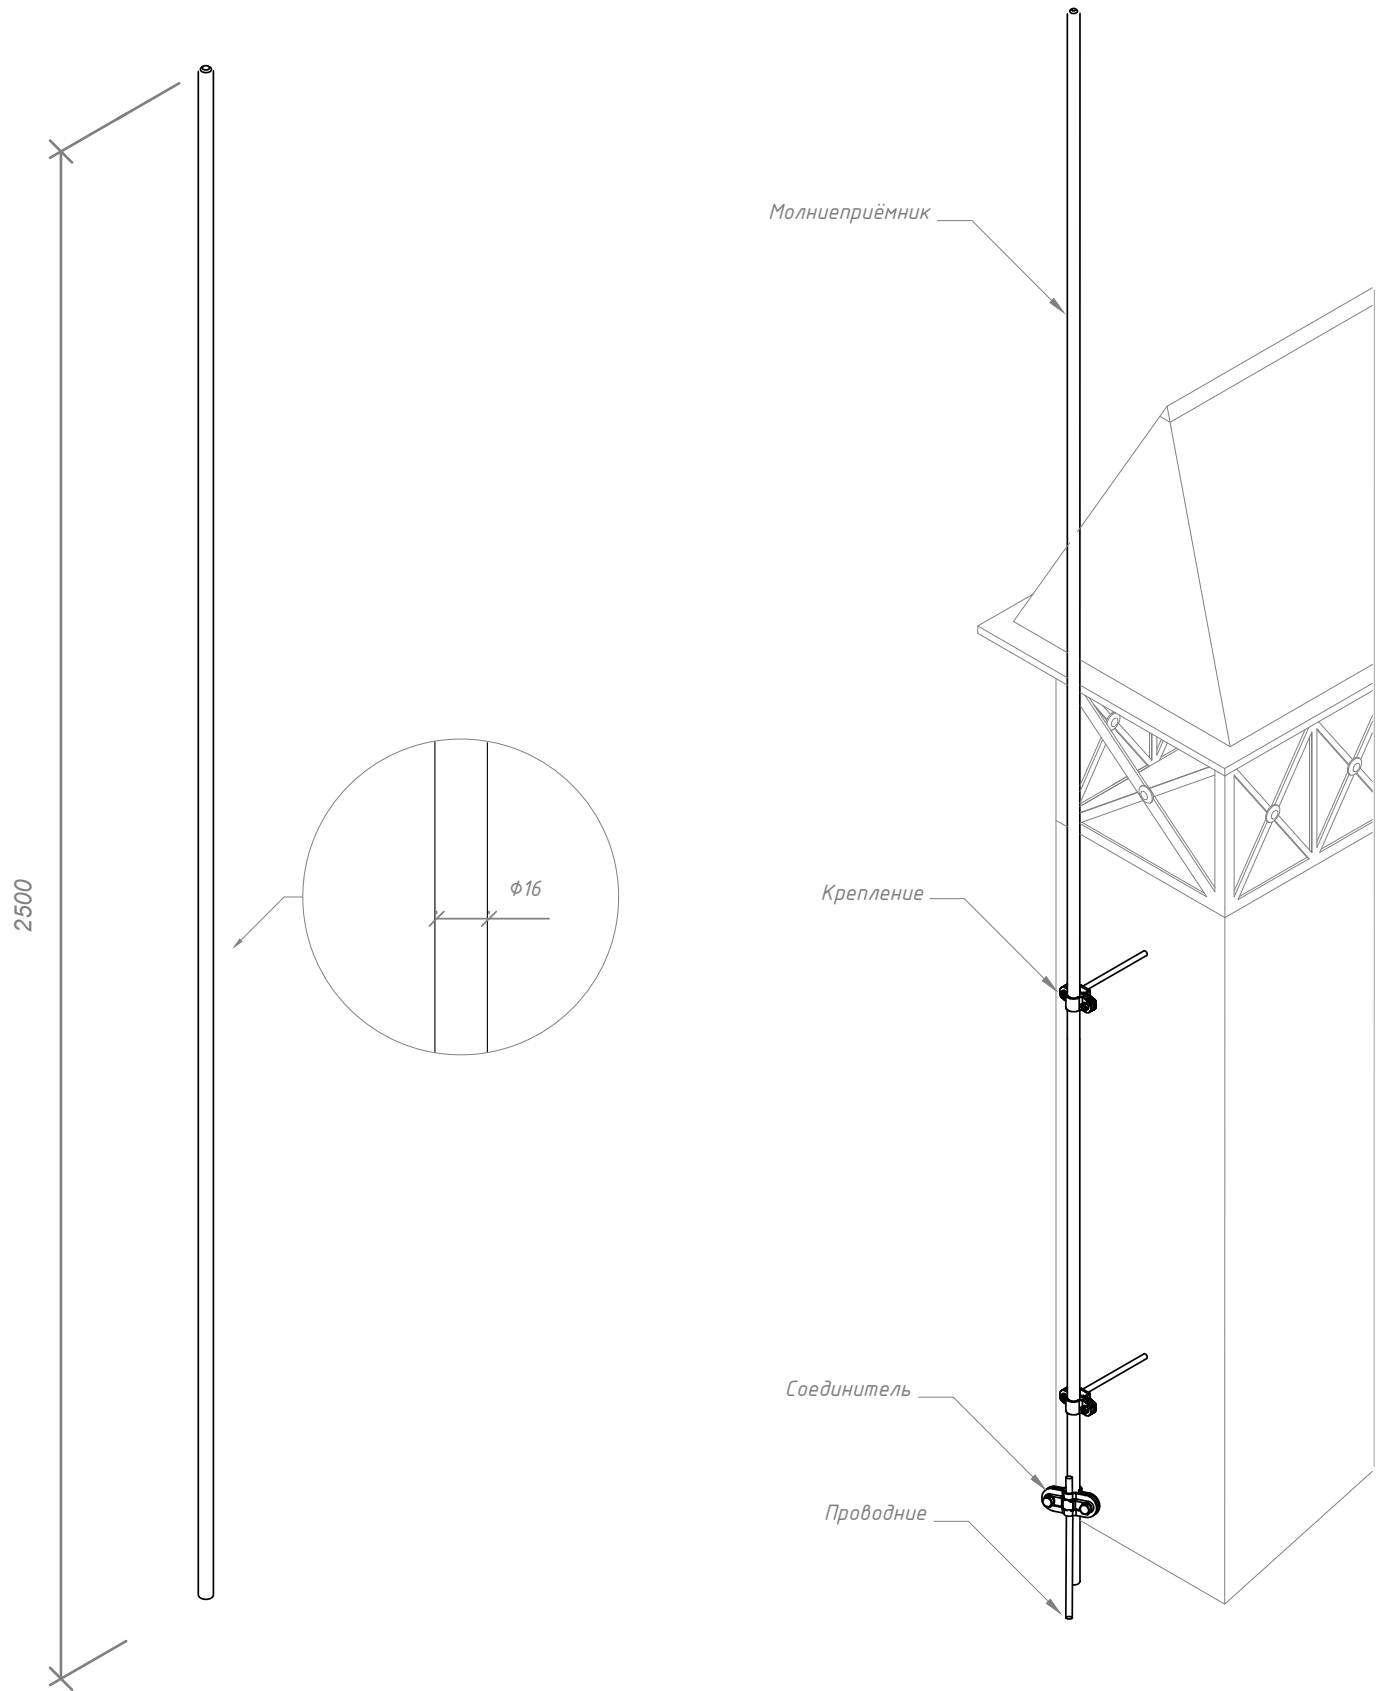 Молниеприёмник
2500
Ф16
Крепление
Соединитель
Проводние